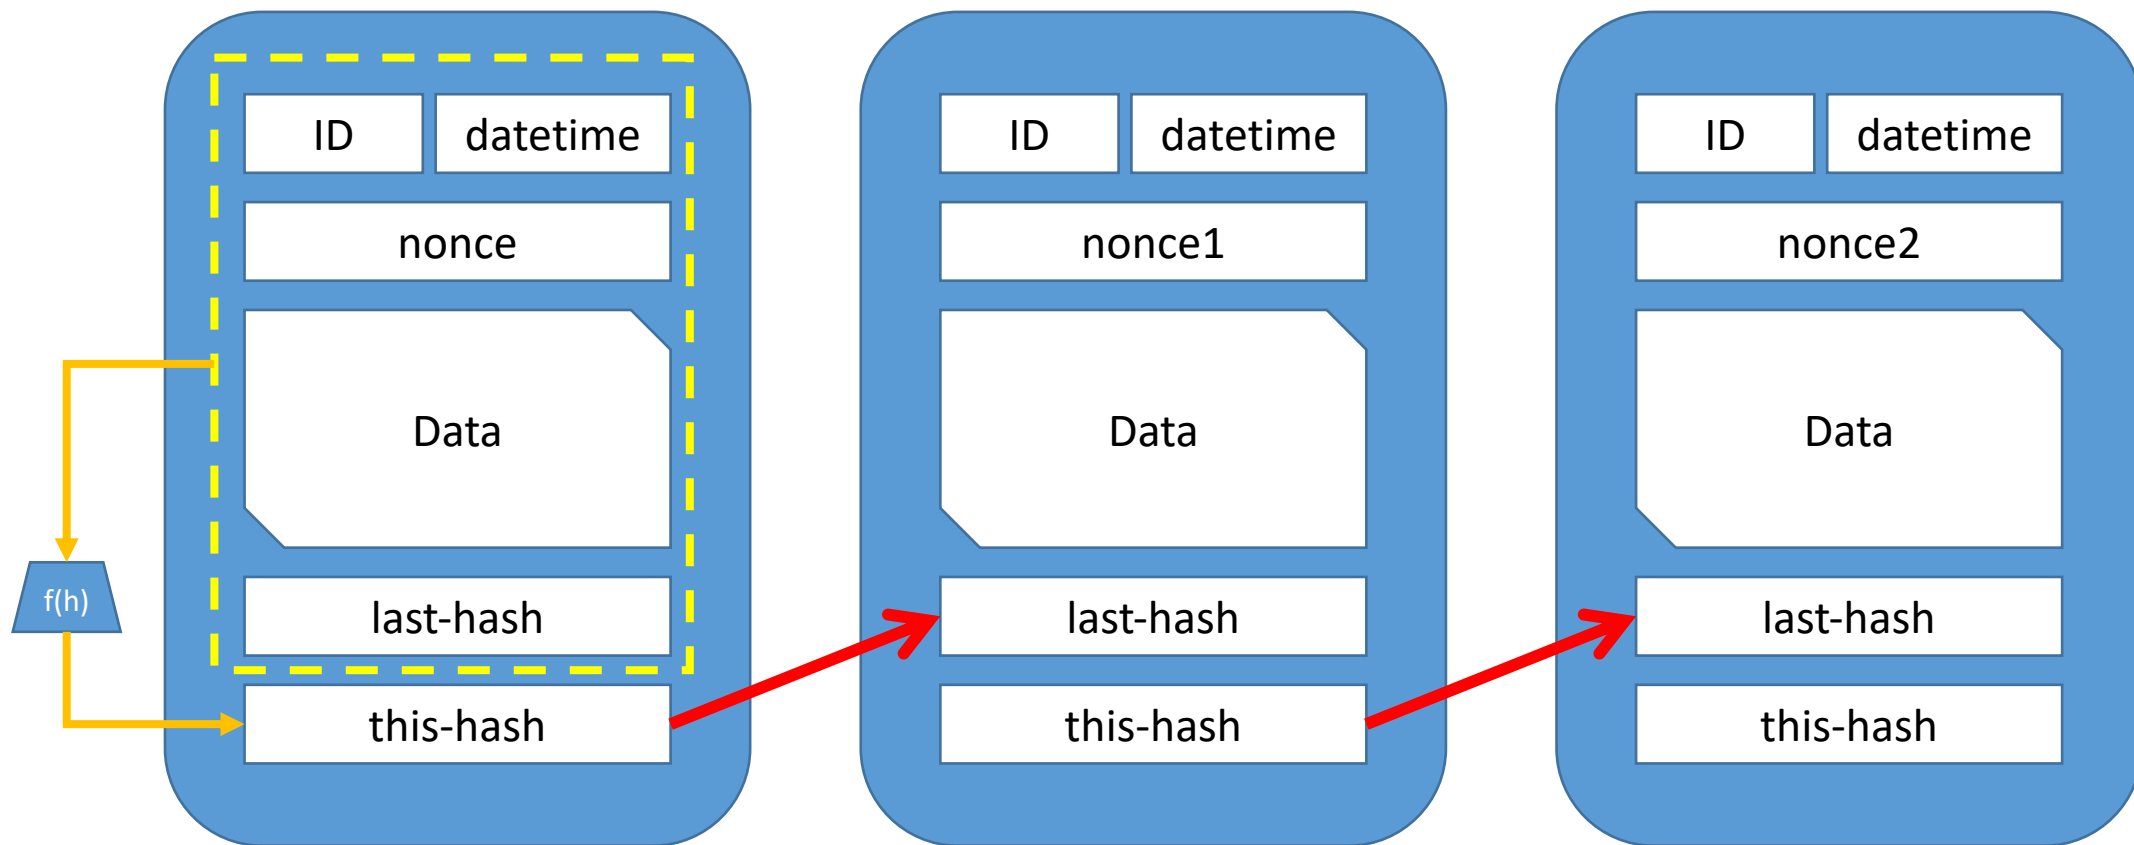 ID datetime
nonce
Data
last-hash
this-hash
f(h)
ID datetime
nonce1
Data
last-hash
this-hash
ID datetime
nonce2
Data
last-hash
this-hash